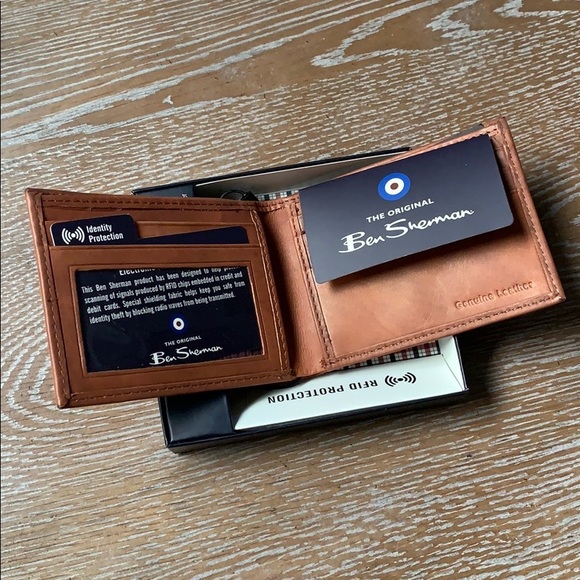 Identity
Protection
This Ben Sherman product has been designed to help
scanning of signals produced by RFID chips embedded in credit and
debit cards. Special shielding fabric helps keep you safe from
identity theft by blocking radio waves from being transmitted.
THE ORIGINAL
Ben Sherman
THE ORIGINAL
Ben Sherman
Genuine Leather
RFID PROTECTION